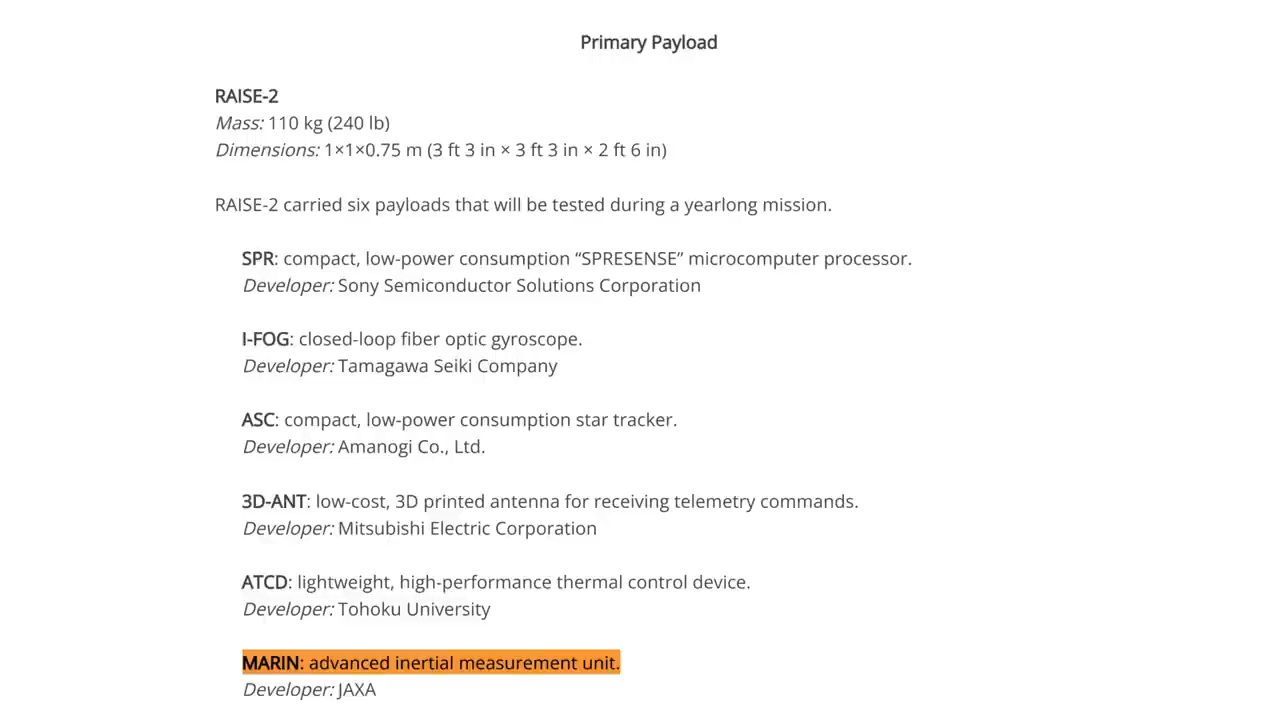 Primary Payload
RAISE-2
Mass: 110 kg (240 lb)
Dimensions: 1×1×0.75 m (3 ft 3 in × 3 ft 3 in × 2 ft 6 in)
RAISE-2 carried six payloads that will be tested during a yearlong mission.
SPR: compact, low-power consumption “SPRESENSE” microcomputer processor.
Developer: Sony Semiconductor Solutions Corporation
I-FOG: closed-loop fiber optic gyroscope.
Developer: Tamagawa Seiki Company
ASC: compact, low-power consumption star tracker.
Developer: Amanogi Co., Ltd.
3D-ANT: low-cost, 3D printed antenna for receiving telemetry commands.
Developer: Mitsubishi Electric Corporation
ATCD: lightweight, high-performance thermal control device.
Developer: Tohoku University
MARIN: advanced inertial measurement unit.
Developer: JAXA